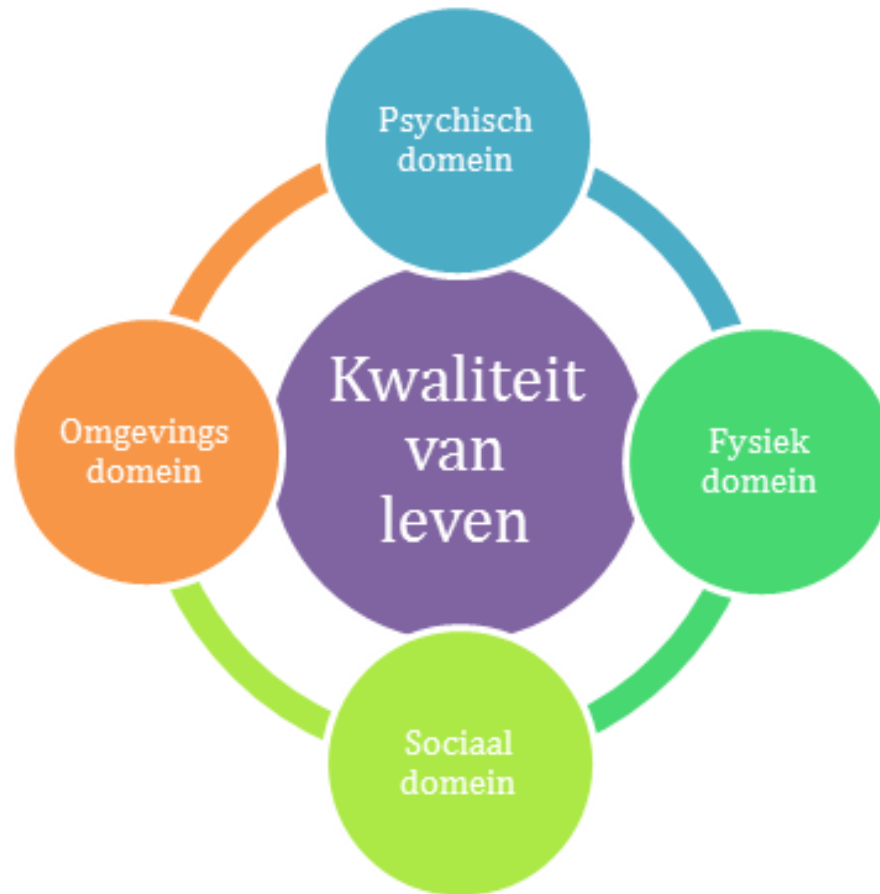 Psychisch
domein
Kwaliteit
van
leven
Omgevings
domein
Fysiek
domein
Sociaal
domein